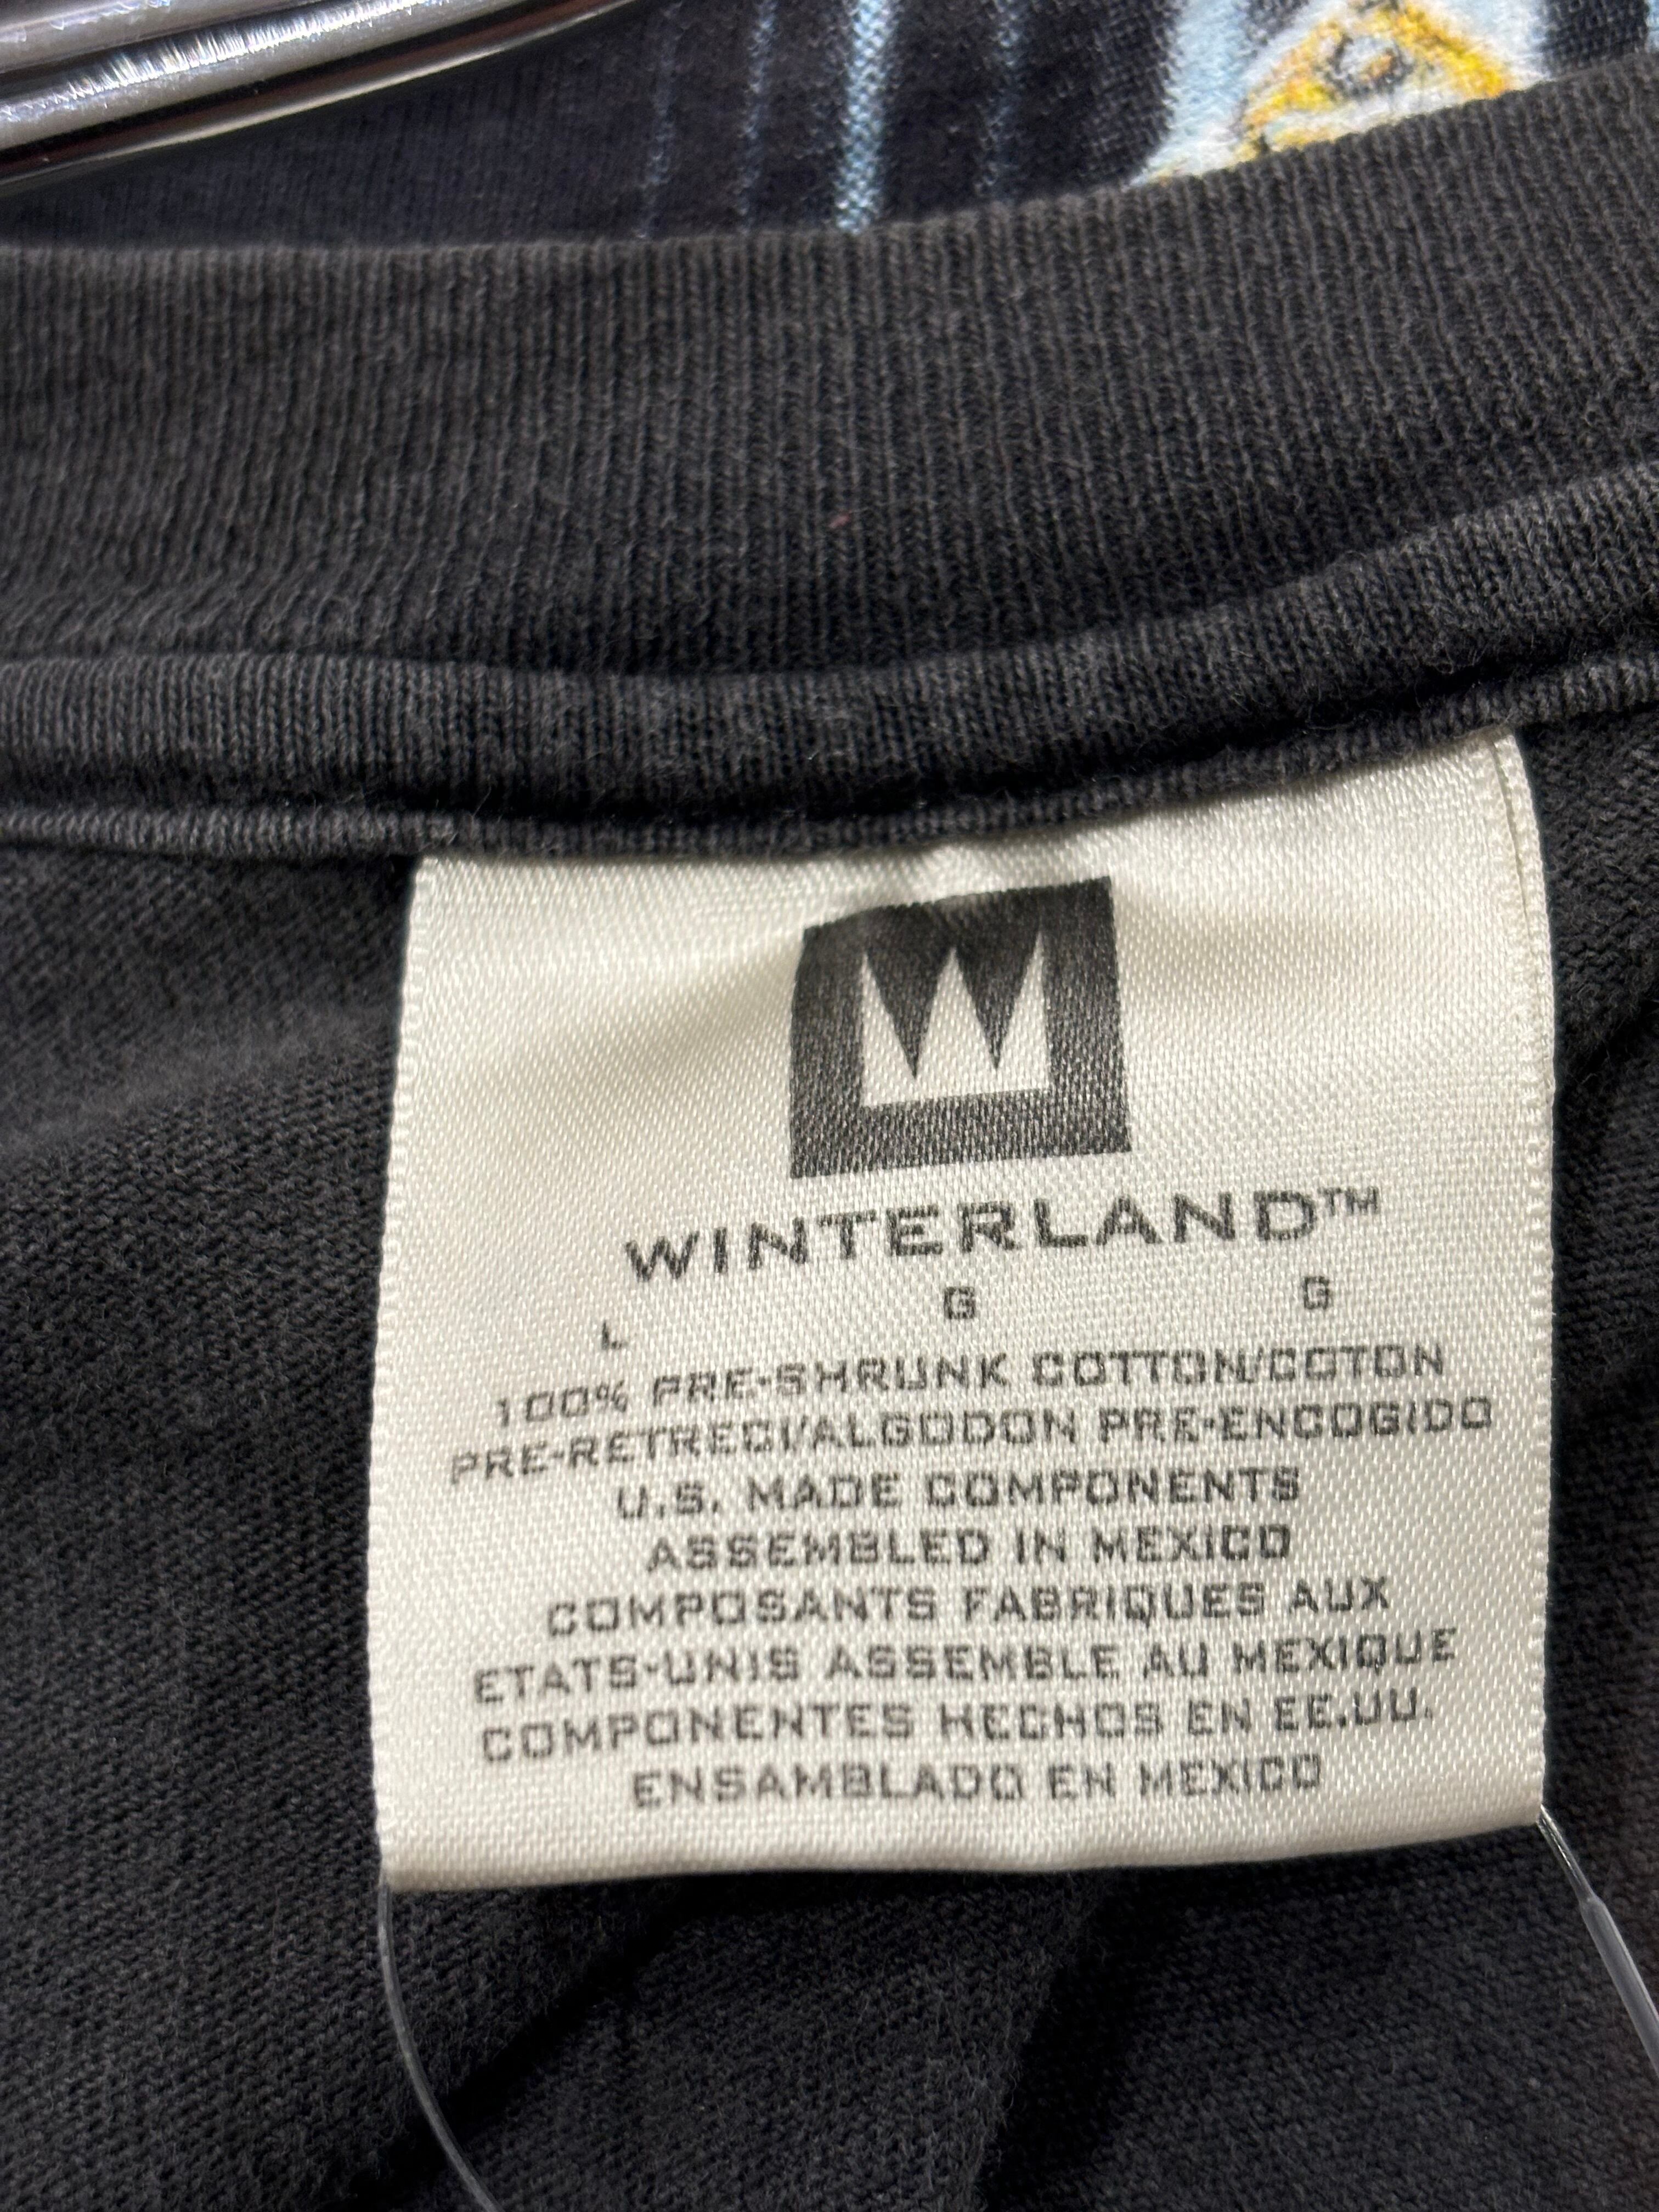 WINTERLAND™
L G G
100% PRE-SHRUNK COTTON/COTON
PRE-RETRECI/ALGODON PRE-ENCOGIDO
U.S. MADE COMPONENTS
ASSEMBLED IN MEXICO
COMPOSANTS FABRIQUES AUX
ETATS-UNIS ASSEMBLE AU MEXIQUE
COMPONENTES HECHOS EN EE.UU.
ENSAMBLADO EN MEXICO